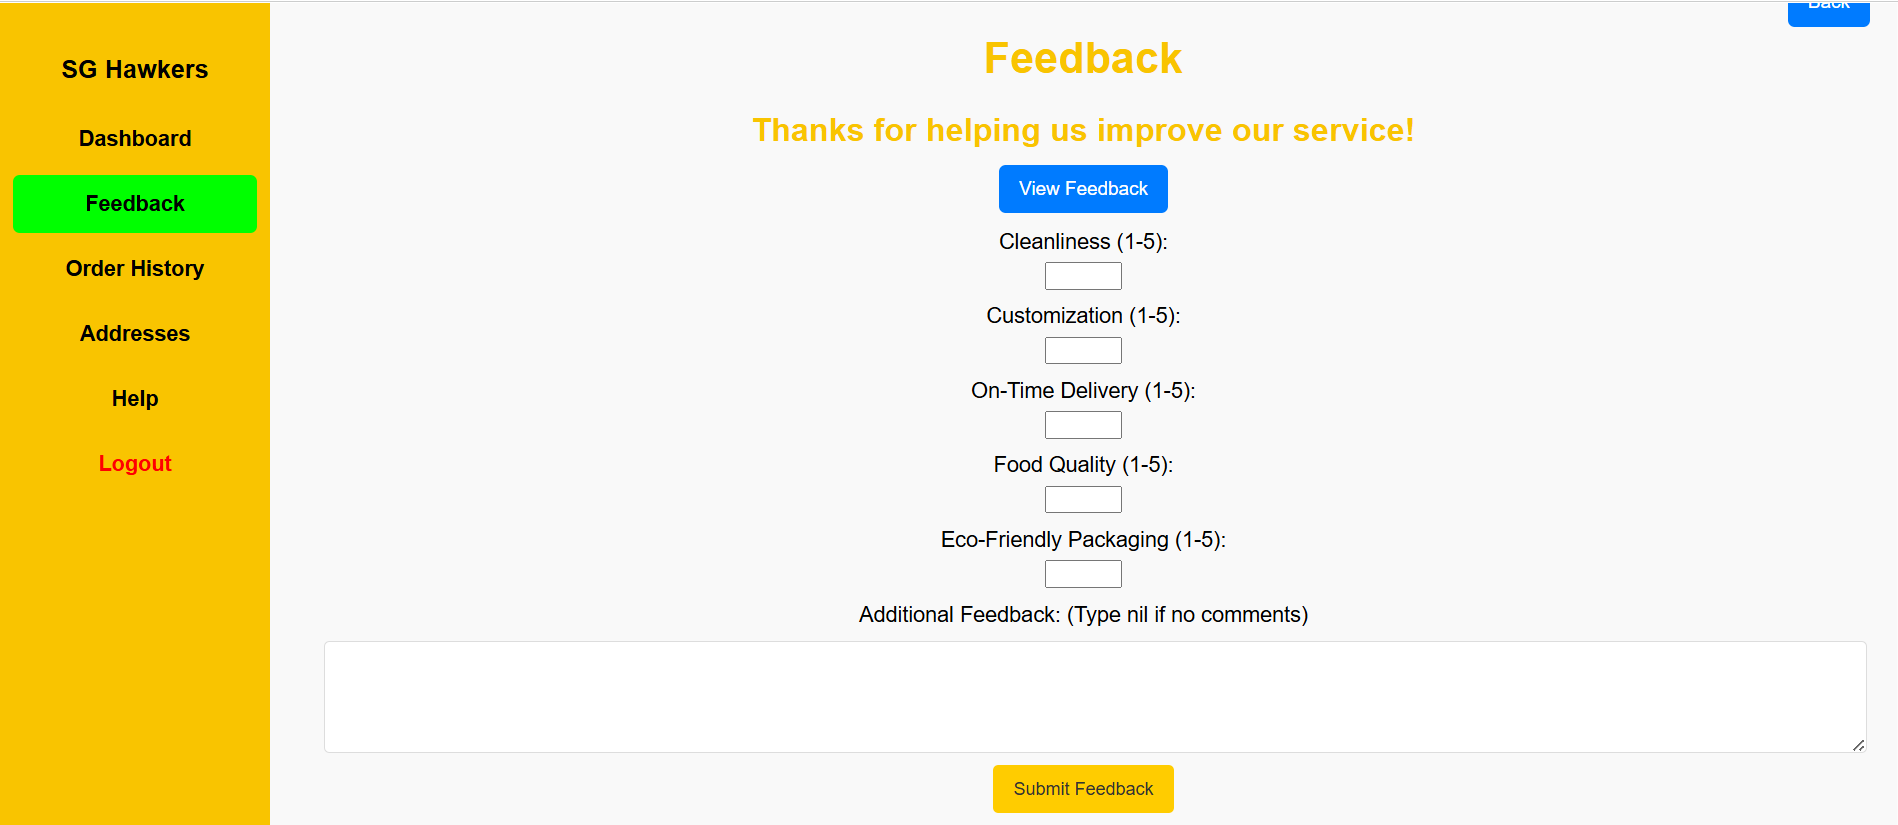 Back
SG Hawkers
Dashboard
Feedback
Order History
Addresses
Help
Logout
Feedback
Thanks for helping us improve our service!
View Feedback
Cleanliness (1-5):
Customization (1-5):
On-Time Delivery (1-5):
Food Quality (1-5):
Eco-Friendly Packaging (1-5):
Additional Feedback: (Type nil if no comments)
Submit Feedback